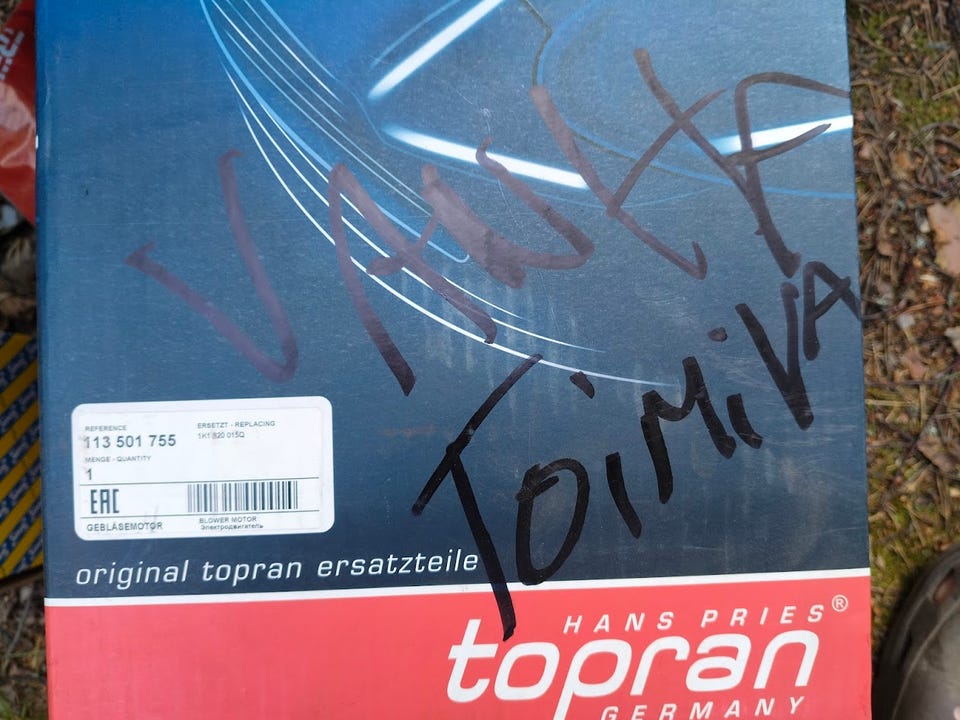 VANHA
TOiMiVA
REFERENCE
113 501 755
ERSETZT - REPLACING
1K1 820 015Q
MENGE - QUANTITY
1
EAC
GEBLÄSEMOTOR
BLOWER MOTOR
Электродвигатель
original topran ersatzteile
HANS PRIES®
topran
GERMANY